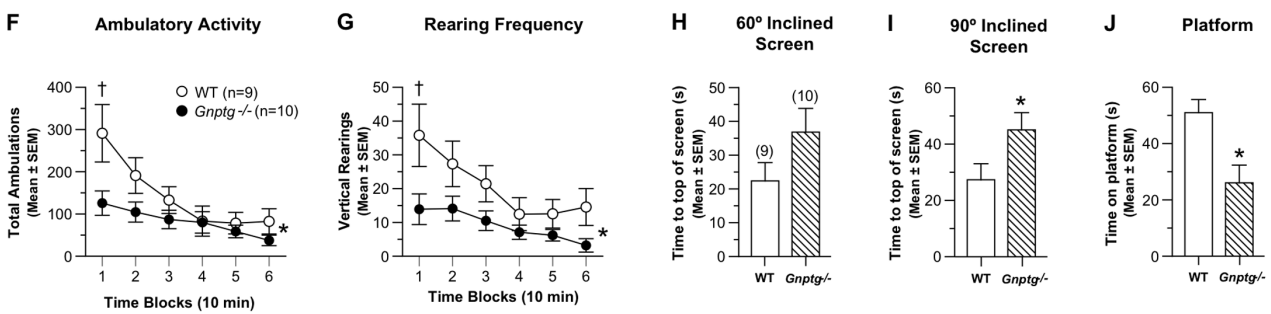 F
Ambulatory Activity
Total Ambulations
(Mean ± SEM)
400
300
200
100
0
†
WT (n=9)
Gnptg -/- (n=10)
*
1 2 3 4 5 6
Time Blocks (10 min)
G
Rearing Frequency
Vertical Rearings
(Mean ± SEM)
50
40
30
20
10
0
†
*
1 2 3 4 5 6
Time Blocks (10 min)
H
60º Inclined
Screen
Time to top of screen (s)
(Mean ± SEM)
50
40
30
20
10
0
(9)
(10)
WT Gnptg-/-
I
90º Inclined
Screen
Time to top of screen (s)
(Mean ± SEM)
60
40
20
0
*
WT Gnptg-/-
J
Platform
Time on platform (s)
(Mean ± SEM)
60
40
20
0
*
WT Gnptg-/-